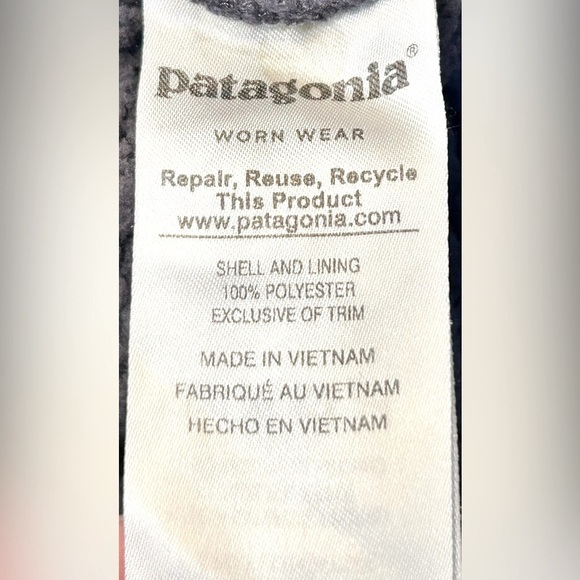 patagonia®
WORN WEAR
Repair, Reuse, Recycle
This Product
www.patagonia.com
SHELL AND LINING
100% POLYESTER
EXCLUSIVE OF TRIM
MADE IN VIETNAM
FABRIQUÉ AU VIETNAM
HECHO EN VIETNAM